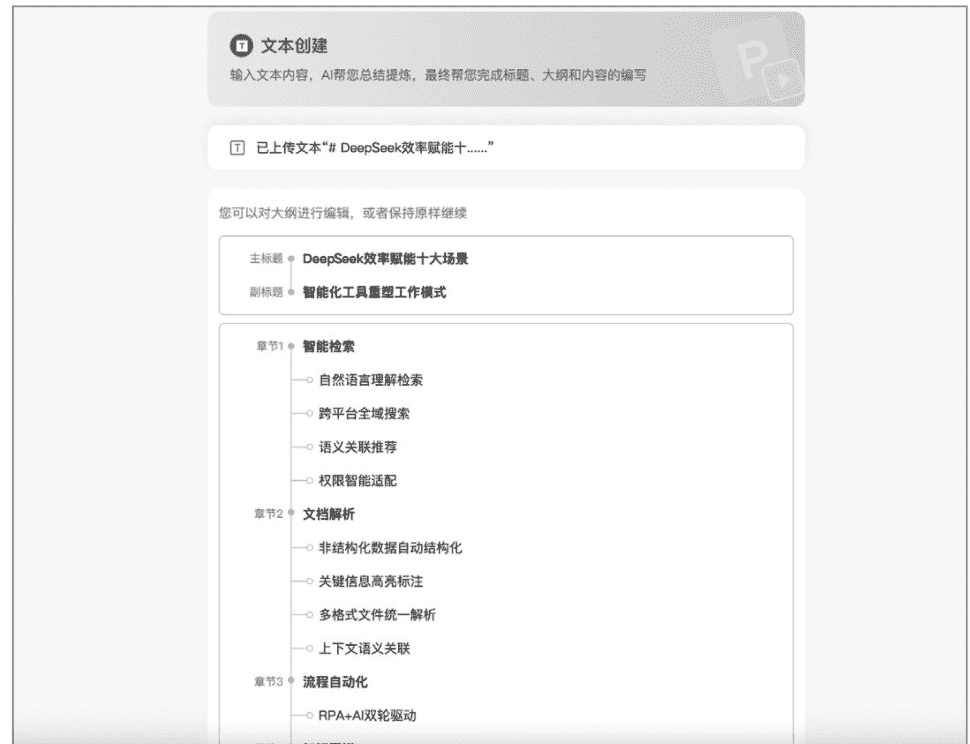 文本创建
输入文本内容，AI帮您总结提炼，最终帮您完成标题、大纲和内容的编写
已上传文本“# DeepSeek效率赋能十......”
您可以对大纲进行编辑，或者保持原样继续
主标题 DeepSeek效率赋能十大场景
副标题 智能化工具重塑工作模式
章节1 智能检索
自然语言理解检索
跨平台全域搜索
语义关联推荐
权限智能适配
章节2 文档解析
非结构化数据自动结构化
关键信息高亮标注
多格式文件统一解析
上下文语义关联
章节3 流程自动化
RPA+AI双轮驱动